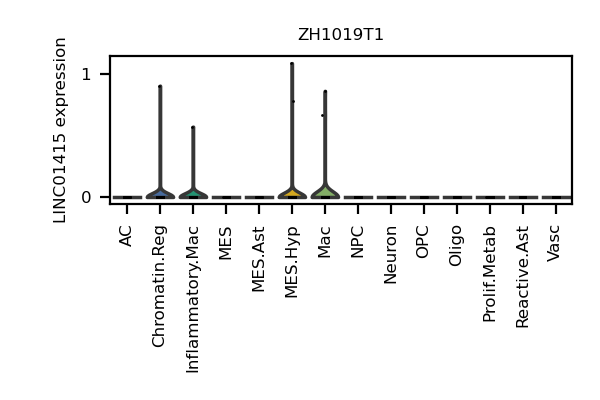 ZH1019T1
LINC01415 expression
1
0
AC
Chromatin.Reg
Inflammatory.Mac
MES
MES.Ast
MES.Hyp
Mac
NPC
Neuron
OPC
Oligo
Prolif.Metab
Reactive.Ast
Vasc